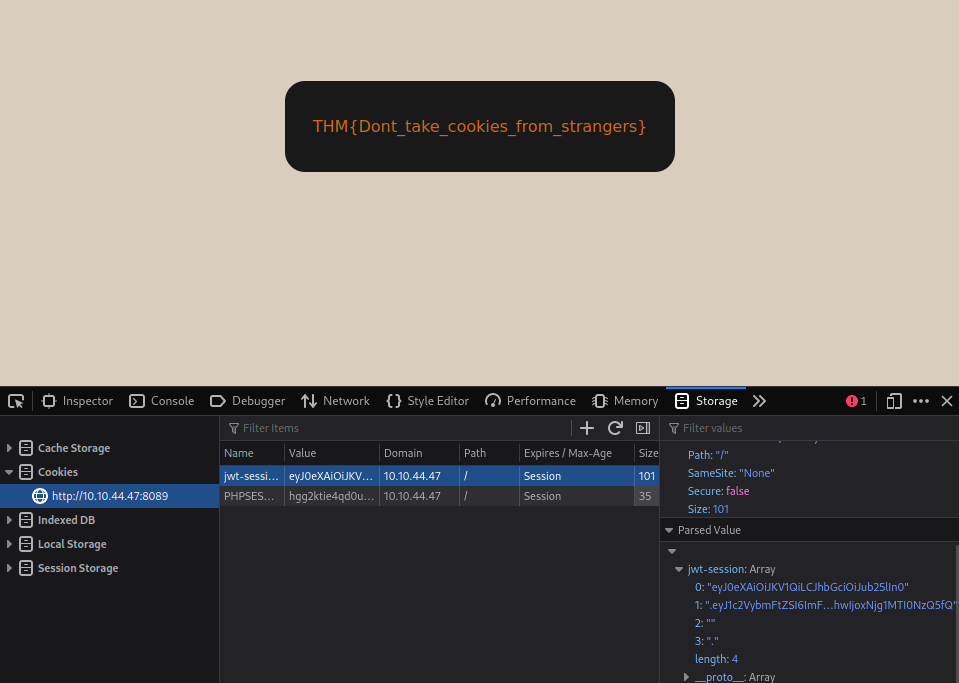 THM{Dont_take_cookies_from_strangers}
Inspector Console Debugger Network Style Editor Performance Memory Storage 1
Filter Items Filter values
Cache Storage
Cookies
http://10.10.44.47:8089
Indexed DB
Local Storage
Session Storage
Name Value Domain Path Expires / Max-Age Size
jwt-sessi... eyJ0eXAiOiJKV... 10.10.44.47 / Session 101
PHPSES... hgg2ktie4qd0u... 10.10.44.47 / Session 35
Path: "/"
SameSite: "None"
Secure: false
Size: 101
Parsed Value
jwt-session: Array
0: "eyJ0eXAiOiJKV1QiLCJhbGciOiJub25lIn0"
1: ".eyJ1c2VybmFtZSI6ImF...hwIjoxNjg1MTI0NzQ5fQ"
2: ""
3: "."
length: 4
__proto__: Array